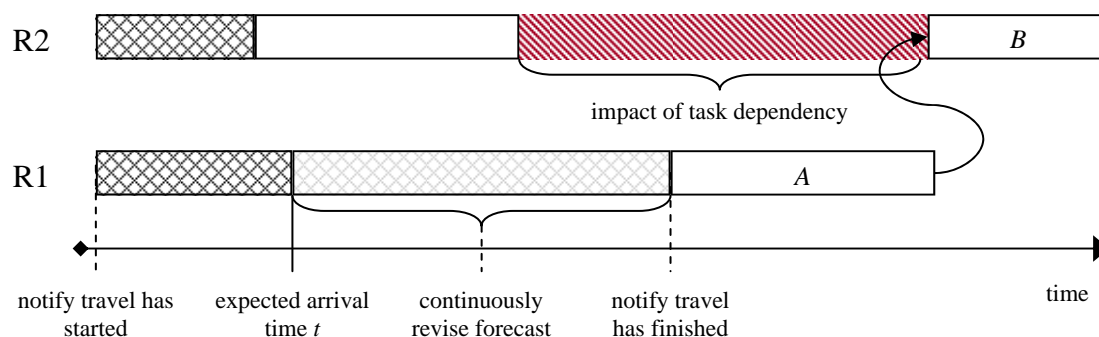 R2
B
impact of task dependency
R1
A
notify travel has
started
expected arrival
time t
continuously
revise forecast
notify travel
has finished
time